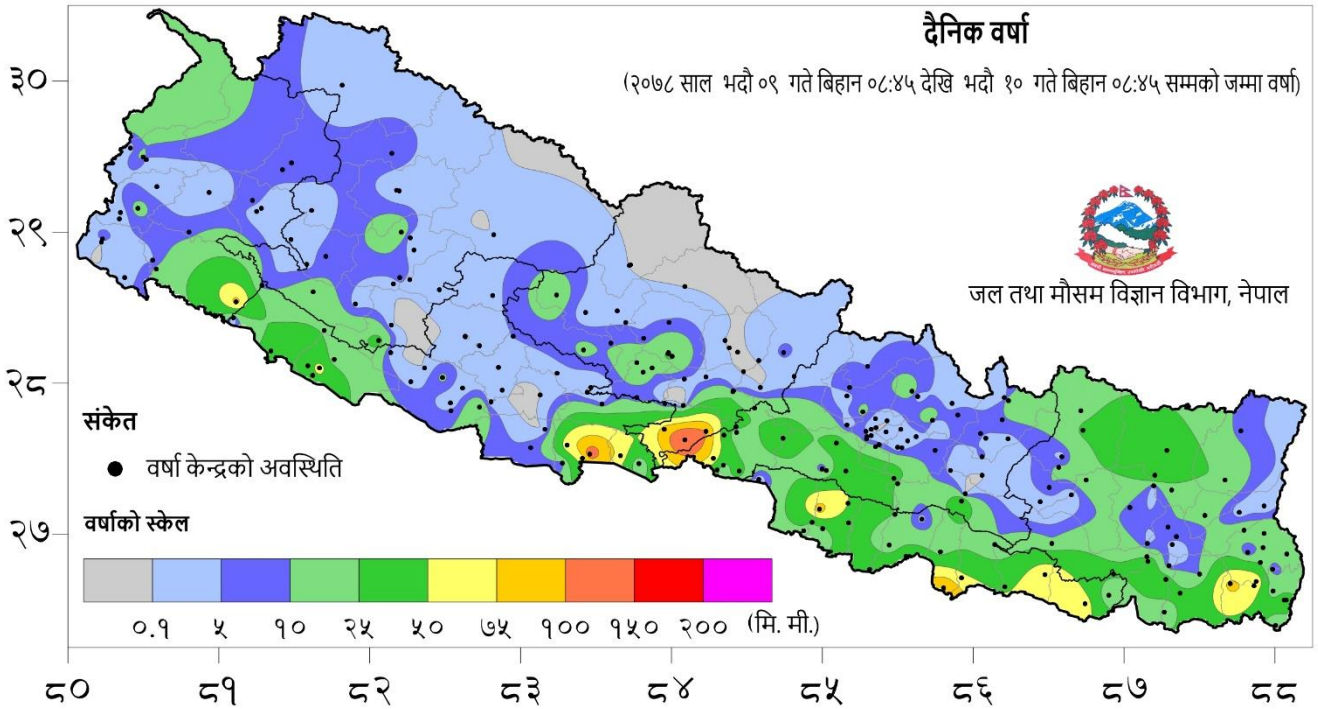 दैनिक वर्षा
(२०७८ साल भदौ ०९ गते बिहान ०८:४५ देखि भदौ १० गते बिहान ०८:४५ सम्मको जम्मा वर्षा)
३०
२९
जल तथा मौसम विज्ञान विभाग, नेपाल
२८
संकेत
वर्षा केन्द्रको अवस्थिति
वर्षाको स्केल
२७
०.१ ५ १० २५ ५० ७५ १०० १५० २०० (मि. मी.)
८० ८१ ८२ ८३ ८४ ८५ ८६ ८७ ८८